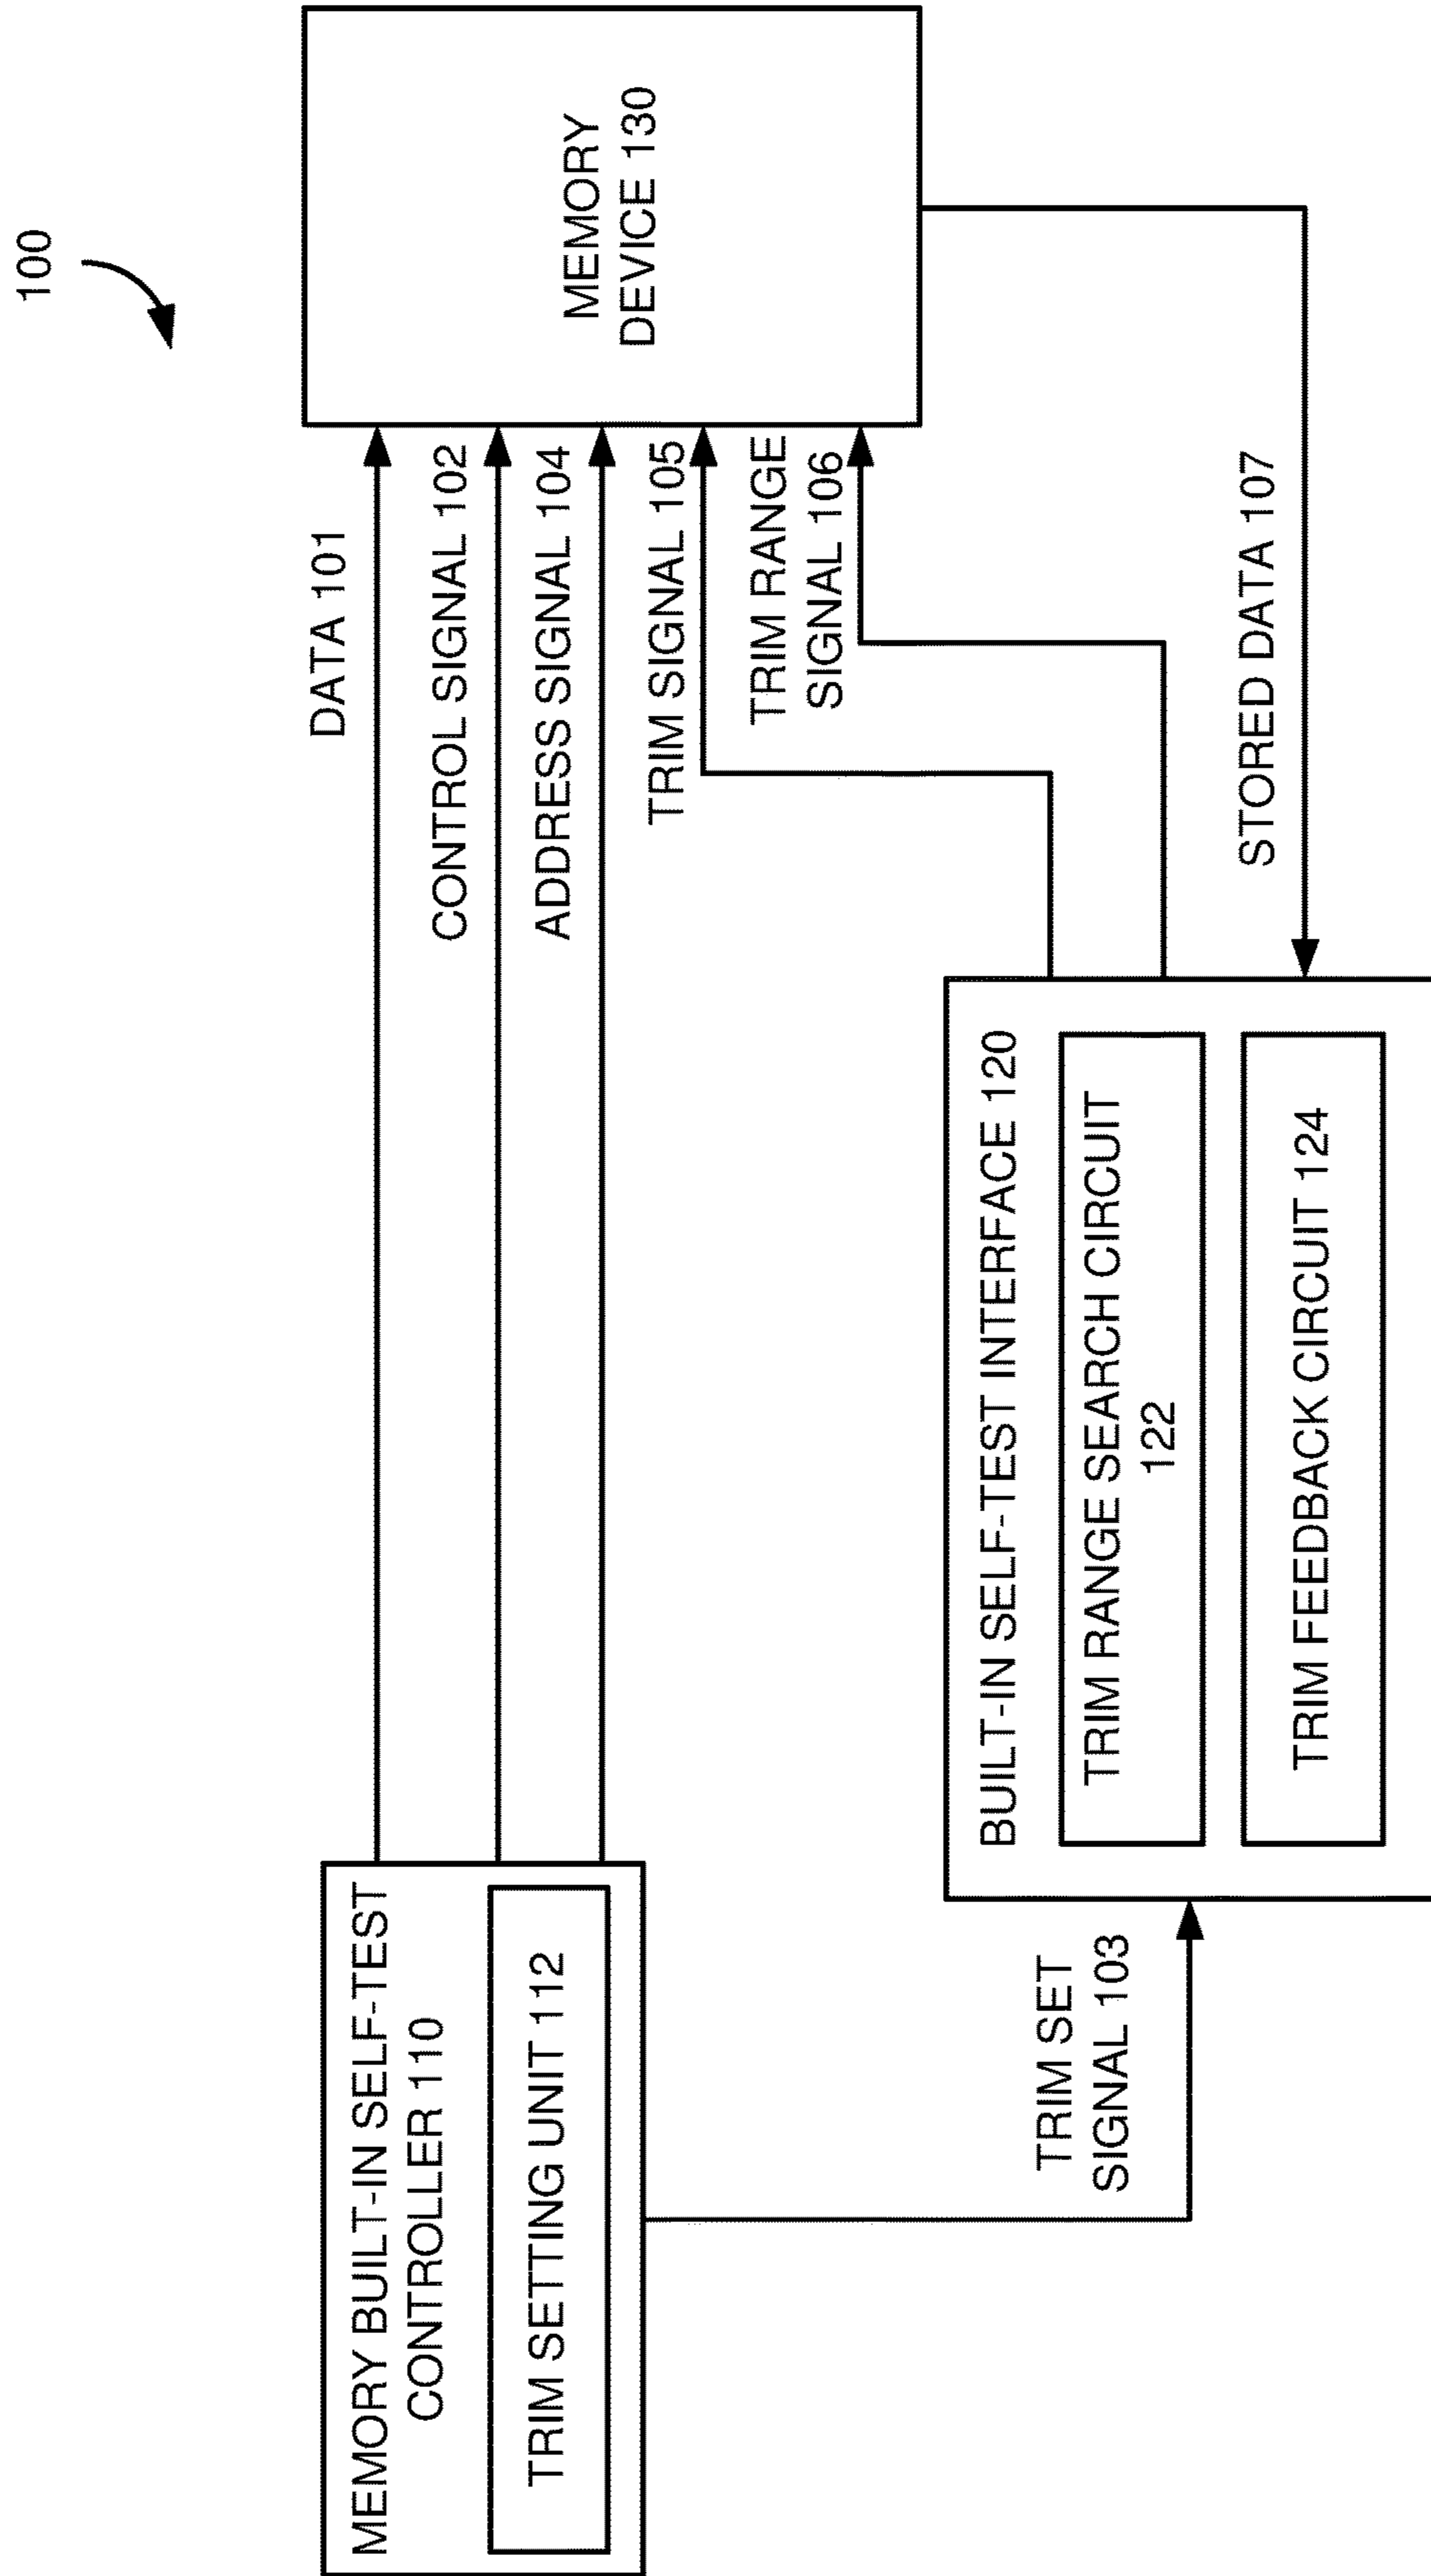 100
MEMORY BUILT-IN SELF-TEST
CONTROLLER 110
TRIM SETTING UNIT 112
DATA 101
CONTROL SIGNAL 102
ADDRESS SIGNAL 104
TRIM SIGNAL 105
TRIM RANGE
SIGNAL 106
MEMORY
DEVICE 130
TRIM SET
SIGNAL 103
BUILT-IN SELF-TEST INTERFACE 120
TRIM RANGE SEARCH CIRCUIT
122
TRIM FEEDBACK CIRCUIT 124
STORED DATA 107